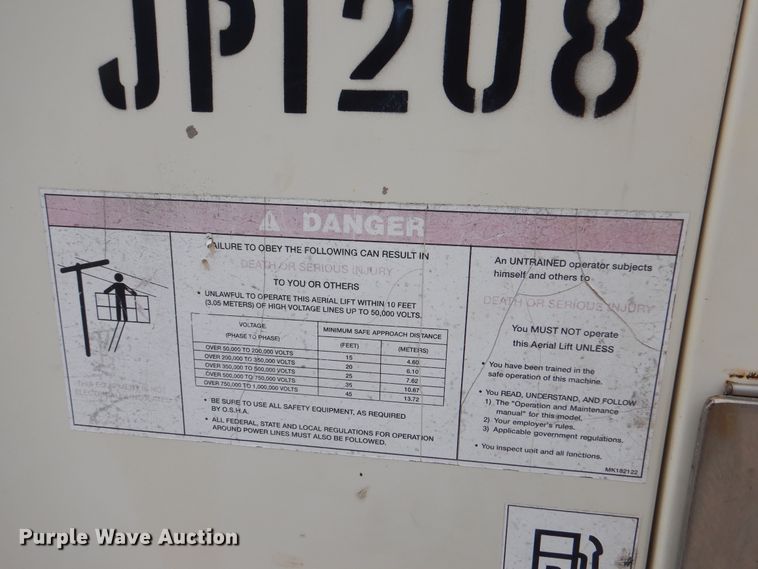 JP1208
DANGER
FAILURE TO OBEY THE FOLLOWING CAN RESULT IN
DEATH OR SERIOUS INJURY
TO YOU OR OTHERS
• UNLAWFUL TO OPERATE THIS AERIAL LIFT WITHIN 10 FEET
(3.05 METERS) OF HIGH VOLTAGE LINES UP TO 50,000 VOLTS.
VOLTAGE MINIMUM SAFE APPROACH DISTANCE
(PHASE TO PHASE) (FEET) (METERS)
OVER 50,000 TO 200,000 VOLTS 15 4.60
OVER 200,000 TO 350,000 VOLTS 20 6.10
OVER 350,000 TO 500,000 VOLTS 25 7.62
OVER 500,000 TO 750,000 VOLTS 35 10.67
OVER 750,000 TO 1,000,000 VOLTS 45 13.72
• BE SURE TO USE ALL SAFETY EQUIPMENT, AS REQUIRED
BY O.S.H.A.
• ALL FEDERAL, STATE AND LOCAL REGULATIONS FOR OPERATION
AROUND POWER LINES MUST ALSO BE FOLLOWED.
THIS EQUIPMENT IS
An UNTRAINED operator subjects
himself and others to
DEATH OR SERIOUS INJURY
You MUST NOT operate
this Aerial Lift UNLESS
• You have been trained in the
safe operation of this machine.
• You READ, UNDERSTAND, AND FOLLOW
1) The "Operation and Maintenance
manual" for this model.
2) Your employer's rules.
3) Applicable government regulations.
• You inspect unit and all functions.
MK182122
Purple Wave Auction